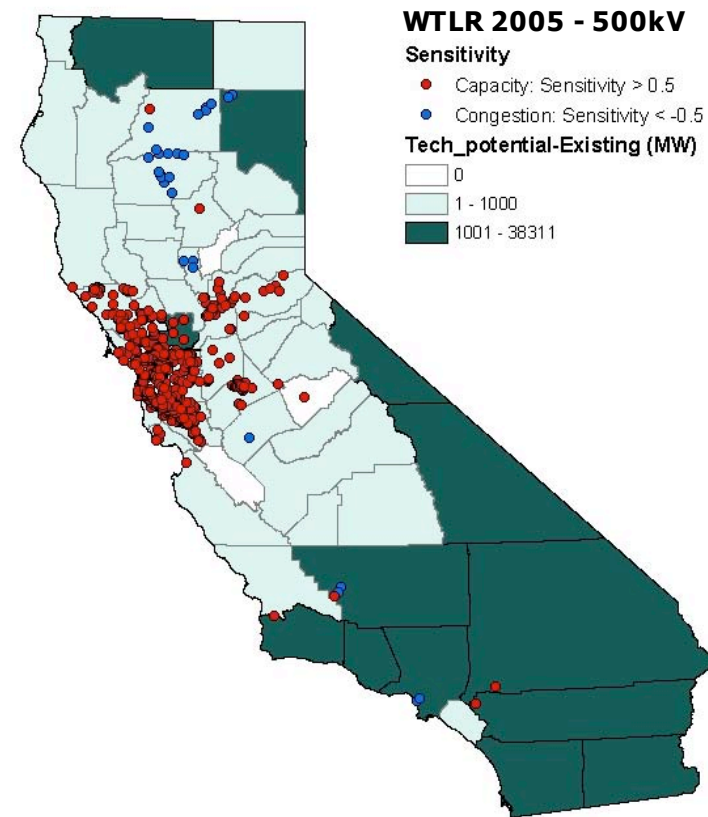 WTLR 2005 - 500kV
Sensitivity
Capacity: Sensitivity > 0.5
Congestion: Sensitivity < -0.5
Tech_potential-Existing (MW)
0
1 - 1000
1001 - 38311